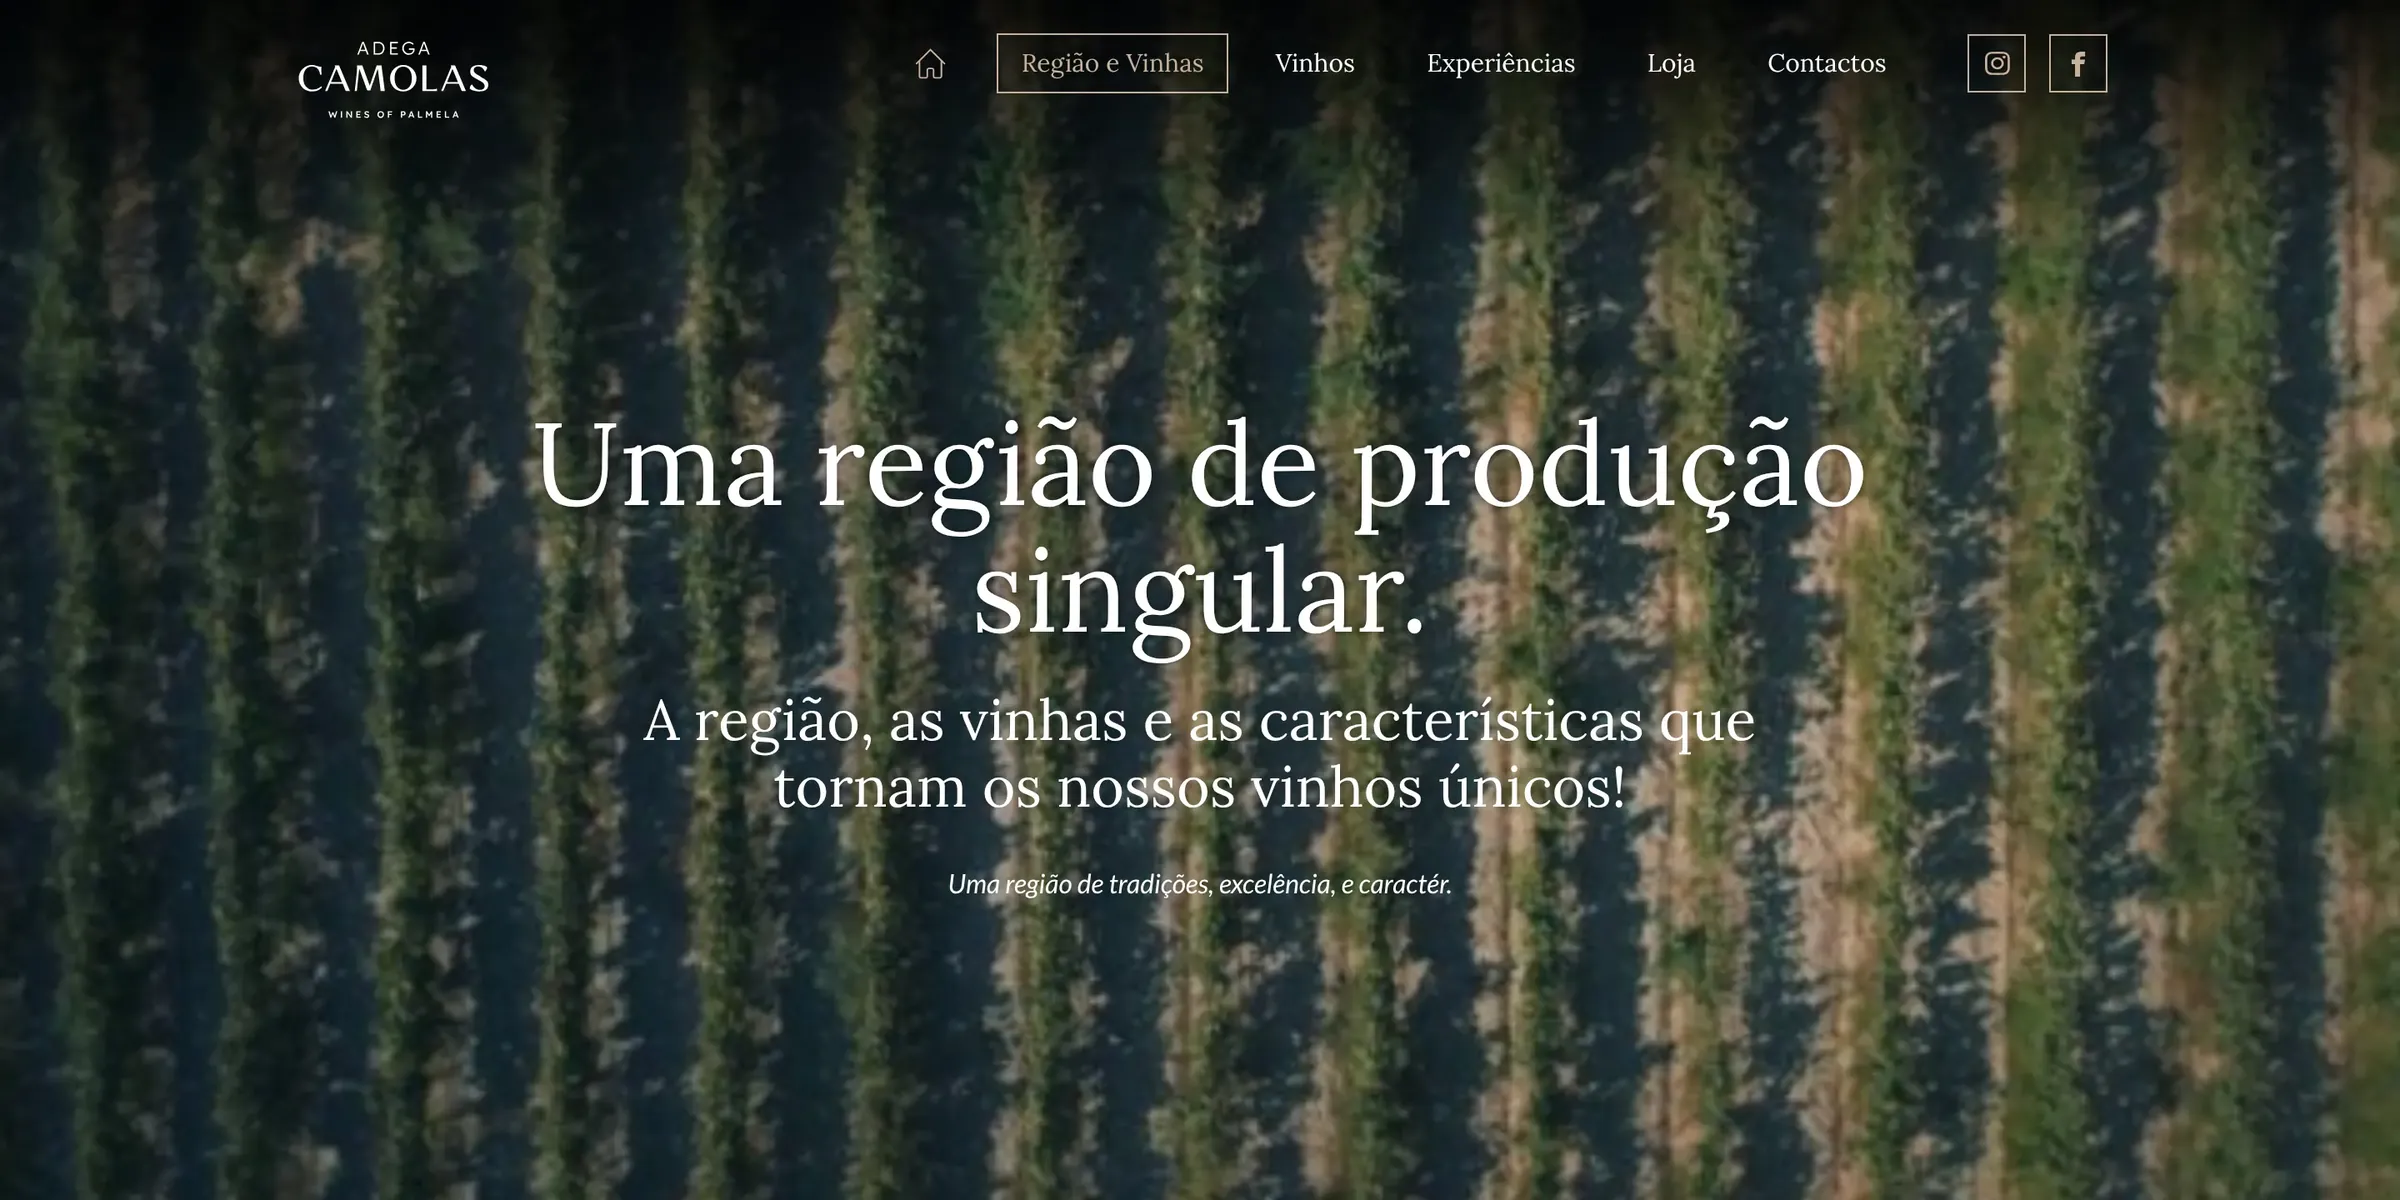 ADEGA
CAMOLAS
WINES OF PALMELA
Região e Vinhas
Vinhos
Experiências
Loja
Contactos
Uma região de produção
singular.
A região, as vinhas e as características que
tornam os nossos vinhos únicos!
Uma região de tradições, excelência, e caractér.